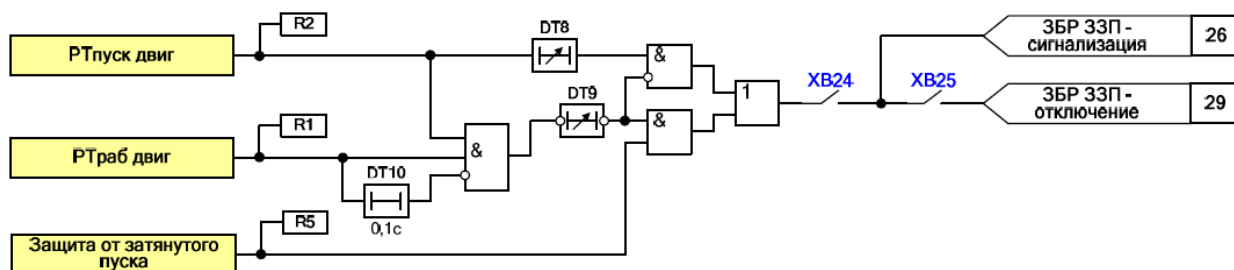 R2
РТпуск двиг
DT8
&
ЗБР ЗЗП -
сигнализация
26
XB24
XB25
1
DT9
ЗБР ЗЗП -
отключение
29
R1
РТраб двиг
&
&
DT10
0,1с
R5
Защита от затянутого
пуска